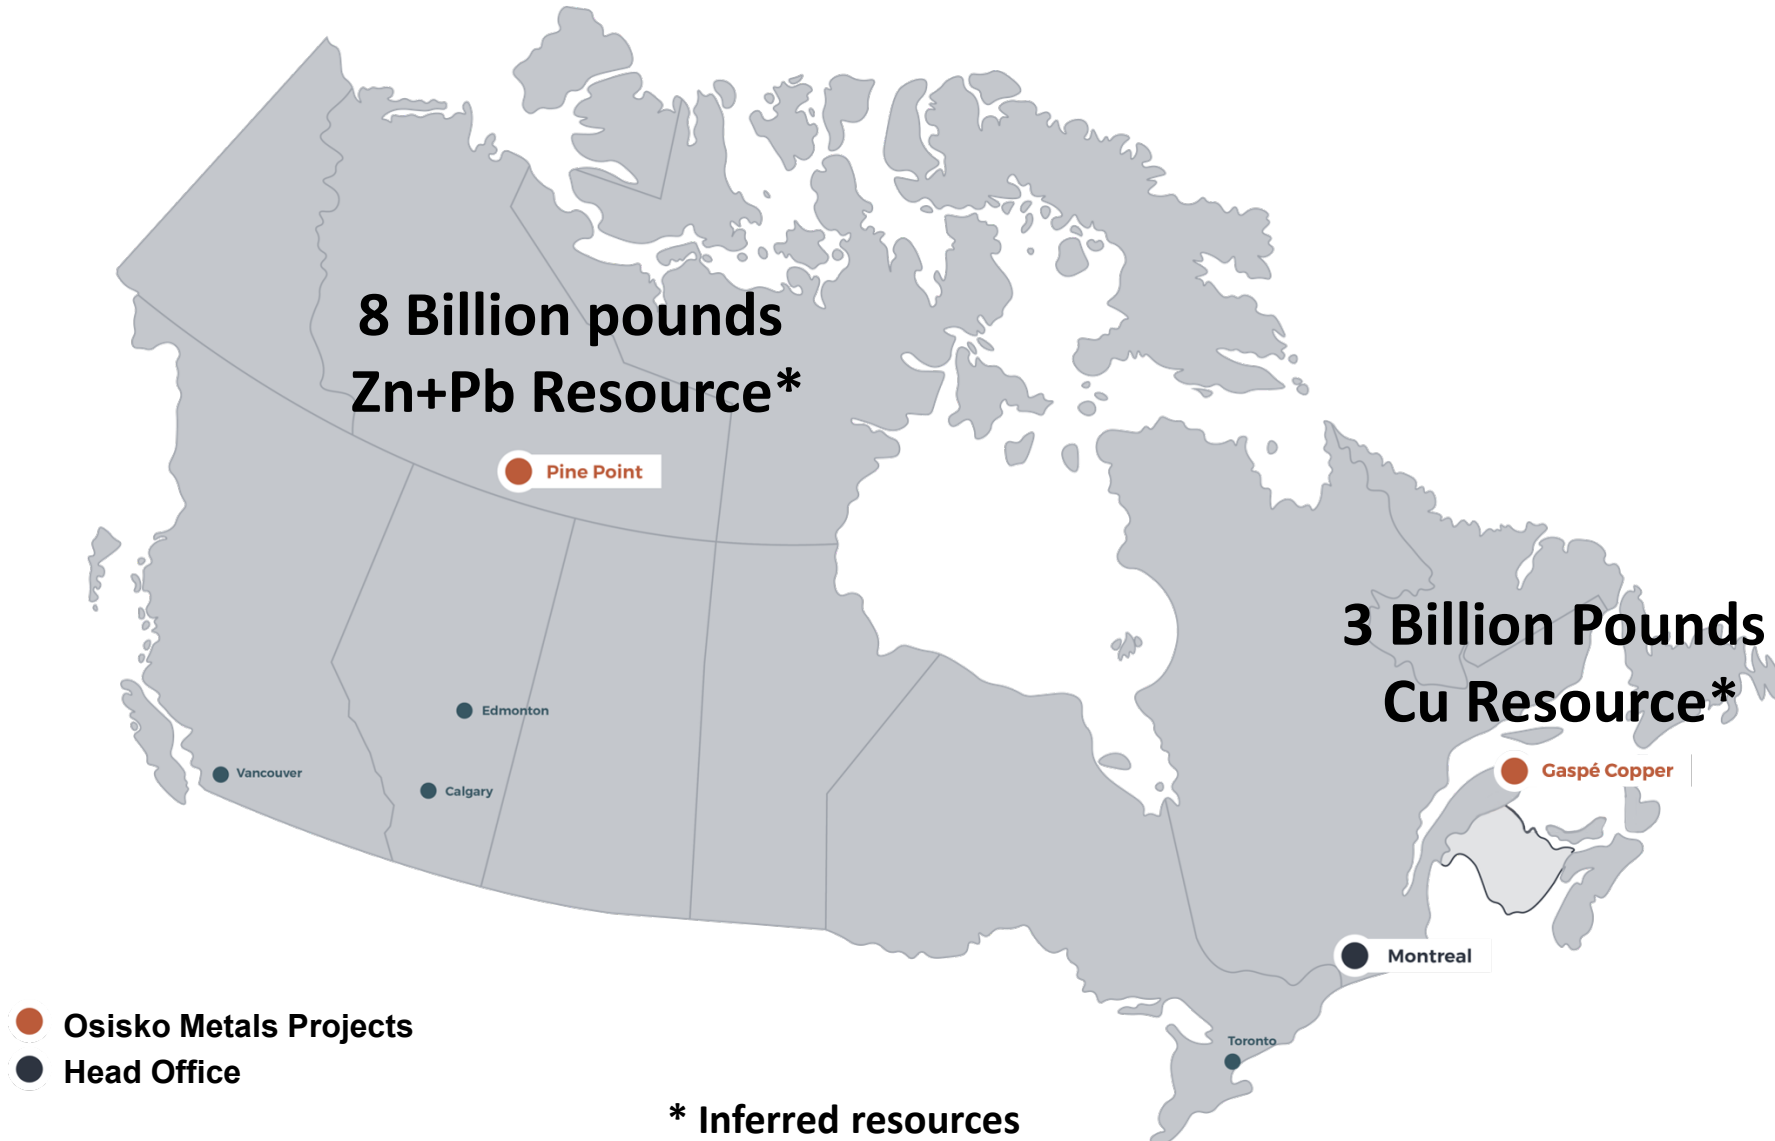 8 Billion pounds
Zn+Pb Resource*
Pine Point
3 Billion Pounds
Cu Resource*
Edmonton
Vancouver
Calgary
Gaspé Copper
Montreal
Osisko Metals Projects
Head Office
Toronto
* Inferred resources